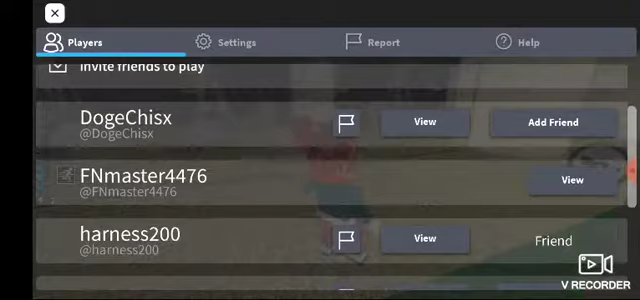 Players Settings Report Help
Invite friends to play
DogeChisx
@DogeChisx
View Add Friend
FNmaster4476
@FNmaster4476
View
harness200
@harness200
View Friend
V RECORDER